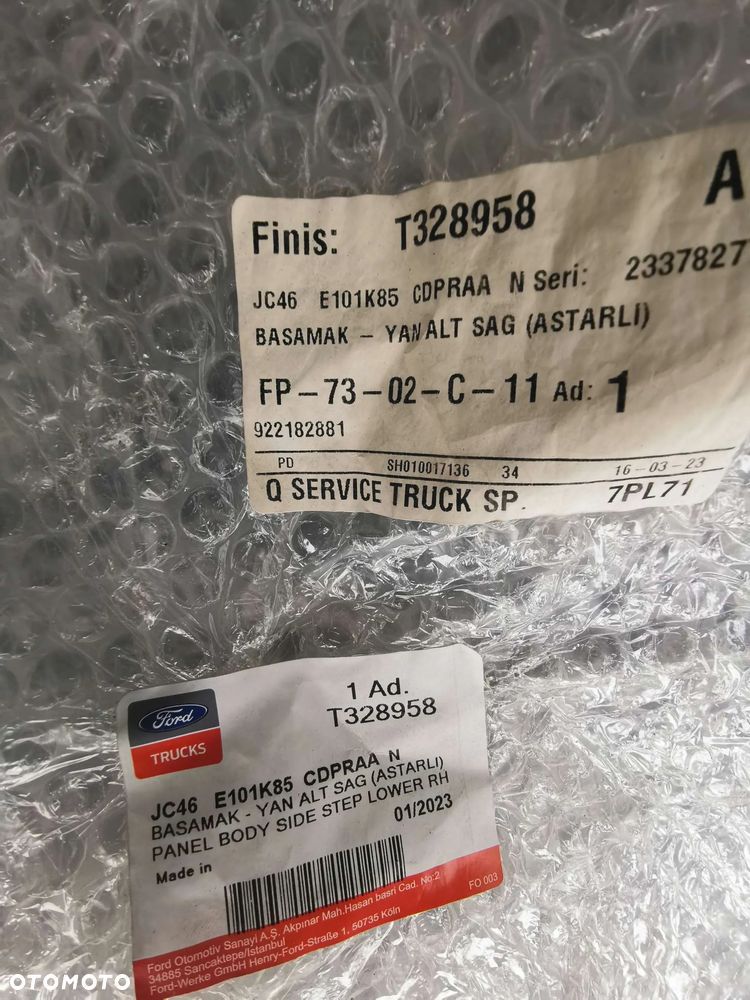 A
Finis: T328958
JC46 E101K85 CDPRAA N Seri: 2337827
BASAMAK - YAN ALT SAG (ASTARLI)
FP-73-02-C-11 Ad: 1
922182881
PD SH010017136 34 16-03-23
Q SERVICE TRUCK SP. 7PL71
1 Ad.
T328958
Ford
TRUCKS
JC46 E101K85 CDPRAA N
BASAMAK - YAN ALT SAG (ASTARLI)
PANEL BODY SIDE STEP LOWER RH
01/2023
Made in
FO 003
Ford Otomotiv Sanayi A.Ş. Akpınar Mah.Hasan basri Cad. No:2
34885 Sancaktepe/İstanbul
Ford-Werke GmbH Henry-Ford-Straße 1, 50735 Köln
OTOMOTO